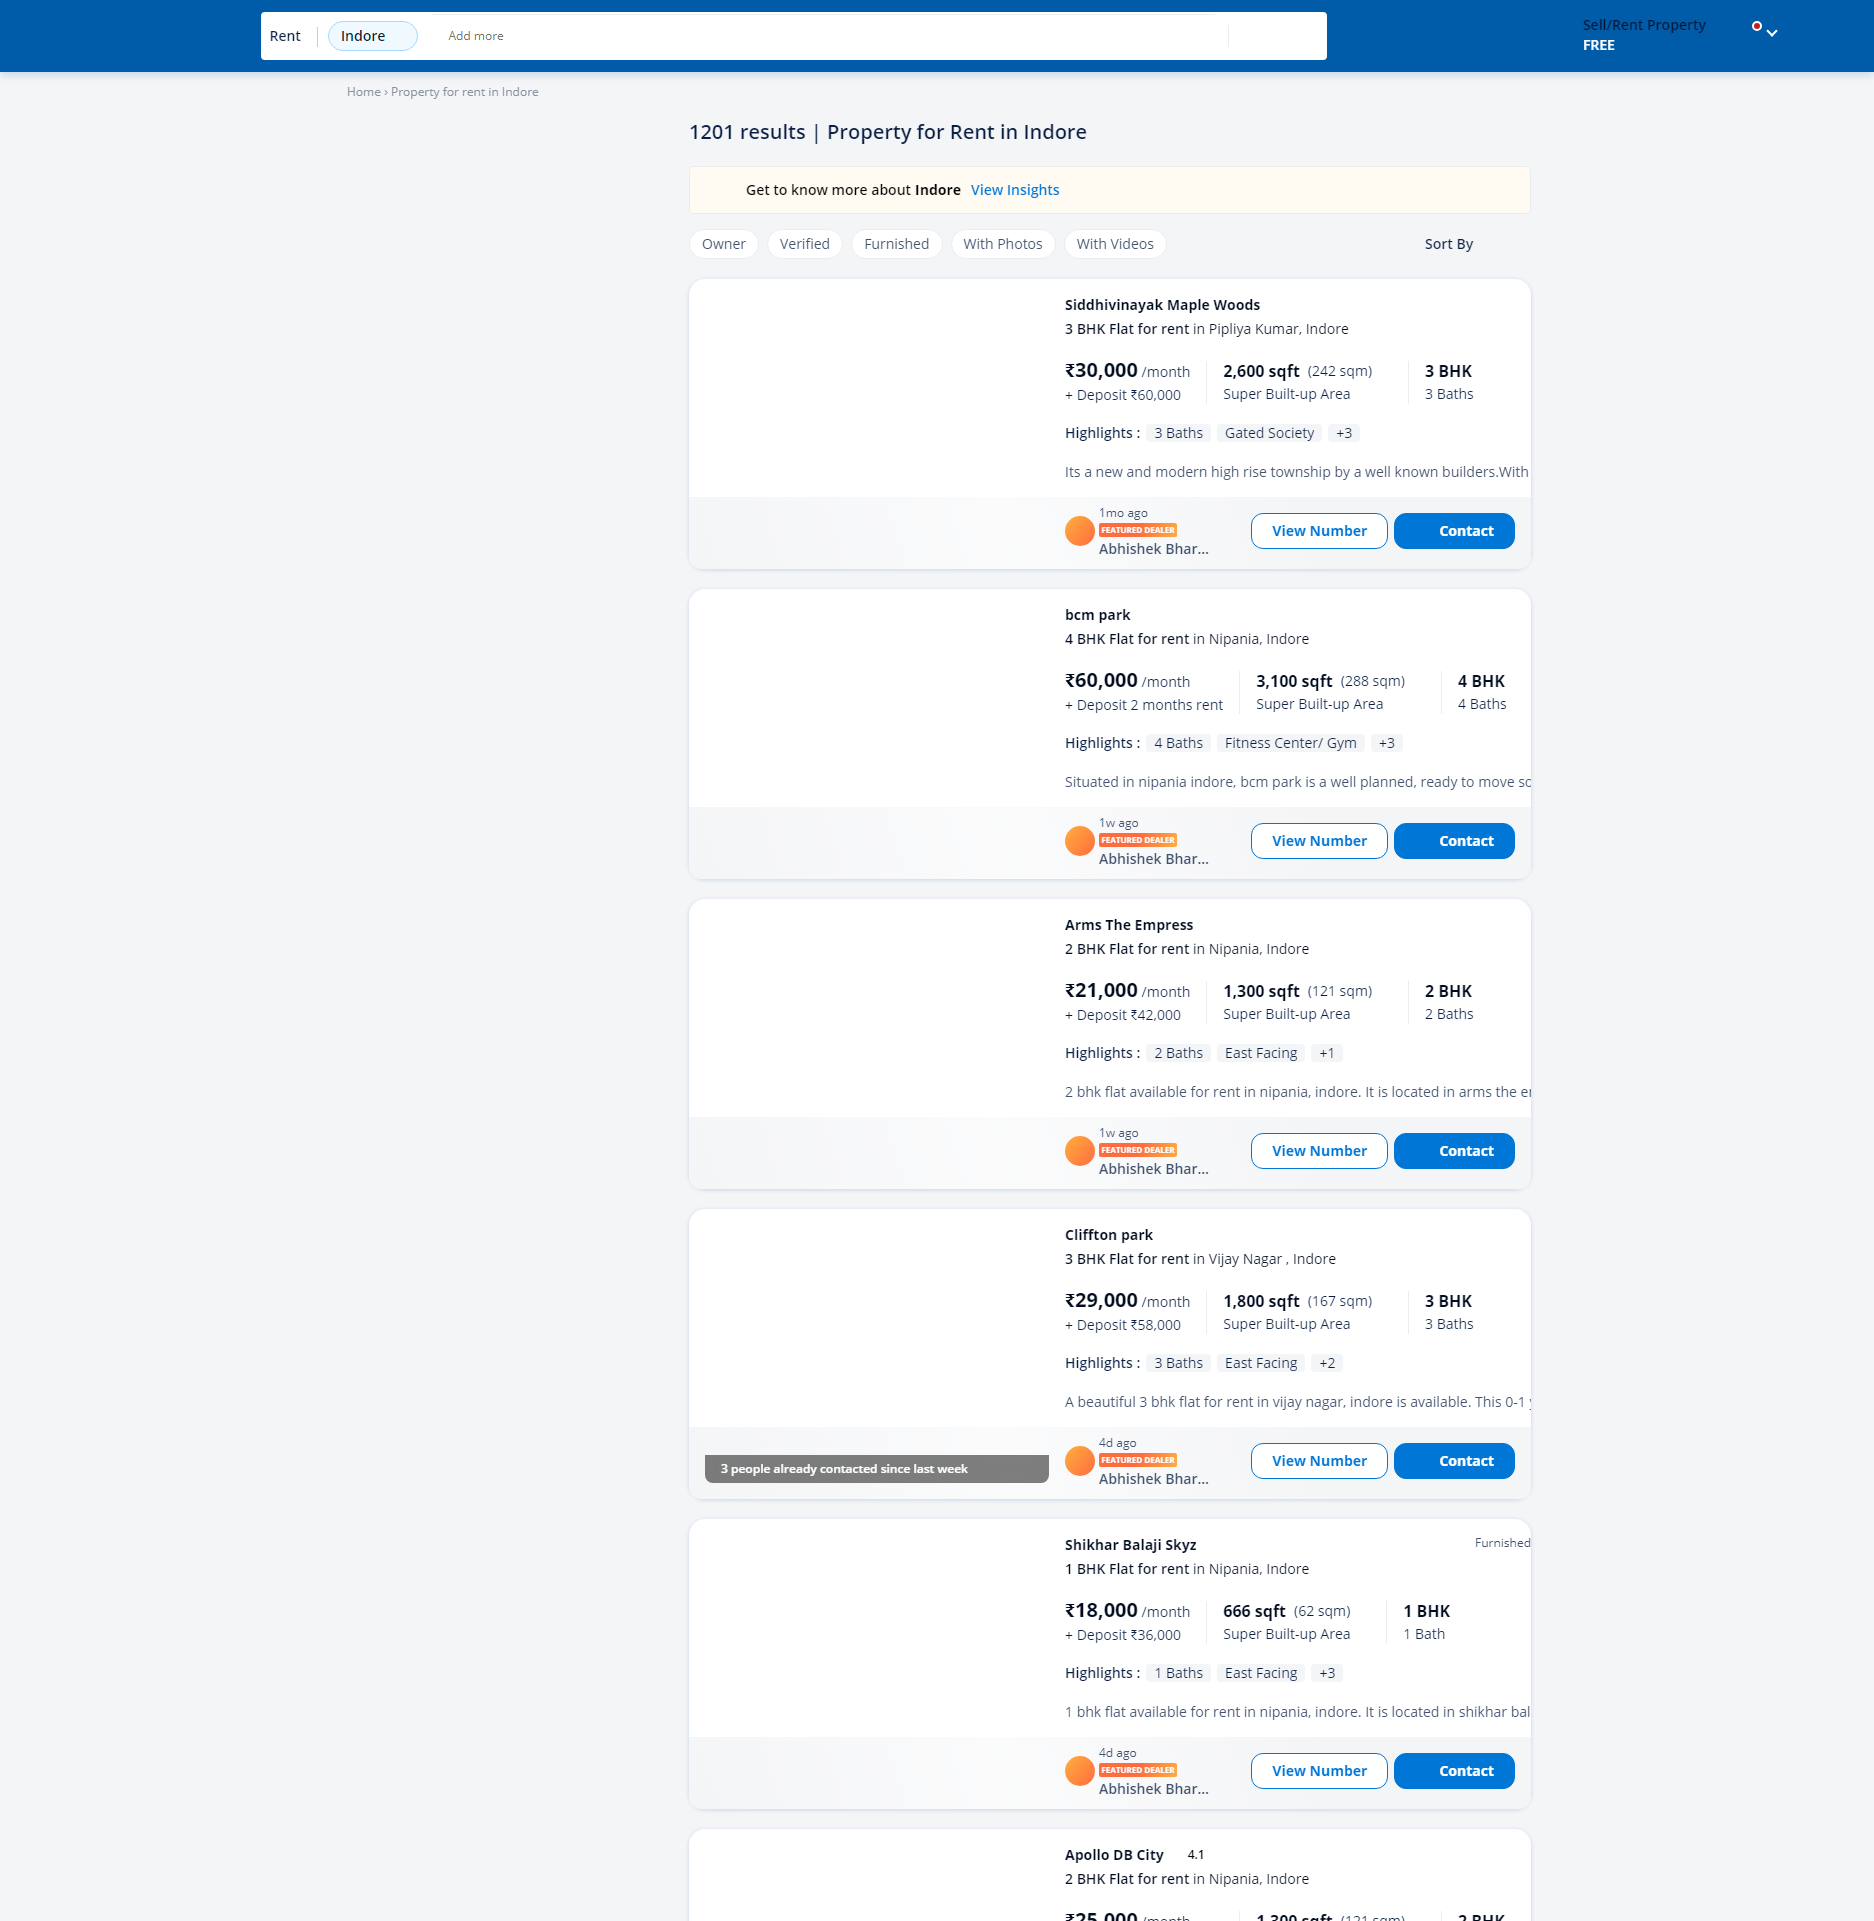 Rent
Indore
Add more
Sell/Rent Property
FREE
Home › Property for rent in Indore
1201 results | Property for Rent in Indore
Get to know more about Indore View Insights
Owner
Verified
Furnished
With Photos
With Videos
Sort By
Siddhivinayak Maple Woods
3 BHK Flat for rent in Pipliya Kumar, Indore
₹30,000 /month
+ Deposit ₹60,000
2,600 sqft (242 sqm)
Super Built-up Area
3 BHK
3 Baths
Highlights : 3 Baths Gated Society +3
Its a new and modern high rise township by a well known builders.With
1mo ago
FEATURED DEALER
Abhishek Bhar...
View Number
Contact
bcm park
4 BHK Flat for rent in Nipania, Indore
₹60,000 /month
+ Deposit 2 months rent
3,100 sqft (288 sqm)
Super Built-up Area
4 BHK
4 Baths
Highlights : 4 Baths Fitness Center/ Gym +3
Situated in nipania indore, bcm park is a well planned, ready to move
1w ago
FEATURED DEALER
Abhishek Bhar...
View Number
Contact
Arms The Empress
2 BHK Flat for rent in Nipania, Indore
₹21,000 /month
+ Deposit ₹42,000
1,300 sqft (121 sqm)
Super Built-up Area
2 BHK
2 Baths
Highlights : 2 Baths East Facing +1
2 bhk flat available for rent in nipania, indore. It is located in arms the
1w ago
FEATURED DEALER
Abhishek Bhar...
View Number
Contact
Cliffton park
3 BHK Flat for rent in Vijay Nagar , Indore
₹29,000 /month
+ Deposit ₹58,000
1,800 sqft (167 sqm)
Super Built-up Area
3 BHK
3 Baths
Highlights : 3 Baths East Facing +2
A beautiful 3 bhk flat for rent in vijay nagar, indore is available. This 0-1
3 people already contacted since last week
4d ago
FEATURED DEALER
Abhishek Bhar...
View Number
Contact
Shikhar Balaji Skyz
Furnished
1 BHK Flat for rent in Nipania, Indore
₹18,000 /month
+ Deposit ₹36,000
666 sqft (62 sqm)
Super Built-up Area
1 BHK
1 Bath
Highlights : 1 Baths East Facing +3
1 bhk flat available for rent in nipania, indore. It is located in shikhar bal
4d ago
FEATURED DEALER
Abhishek Bhar...
View Number
Contact
Apollo DB City 4.1
2 BHK Flat for rent in Nipania, Indore
₹25,000 /month
1,300 sqft (121 sqm)
2 BHK